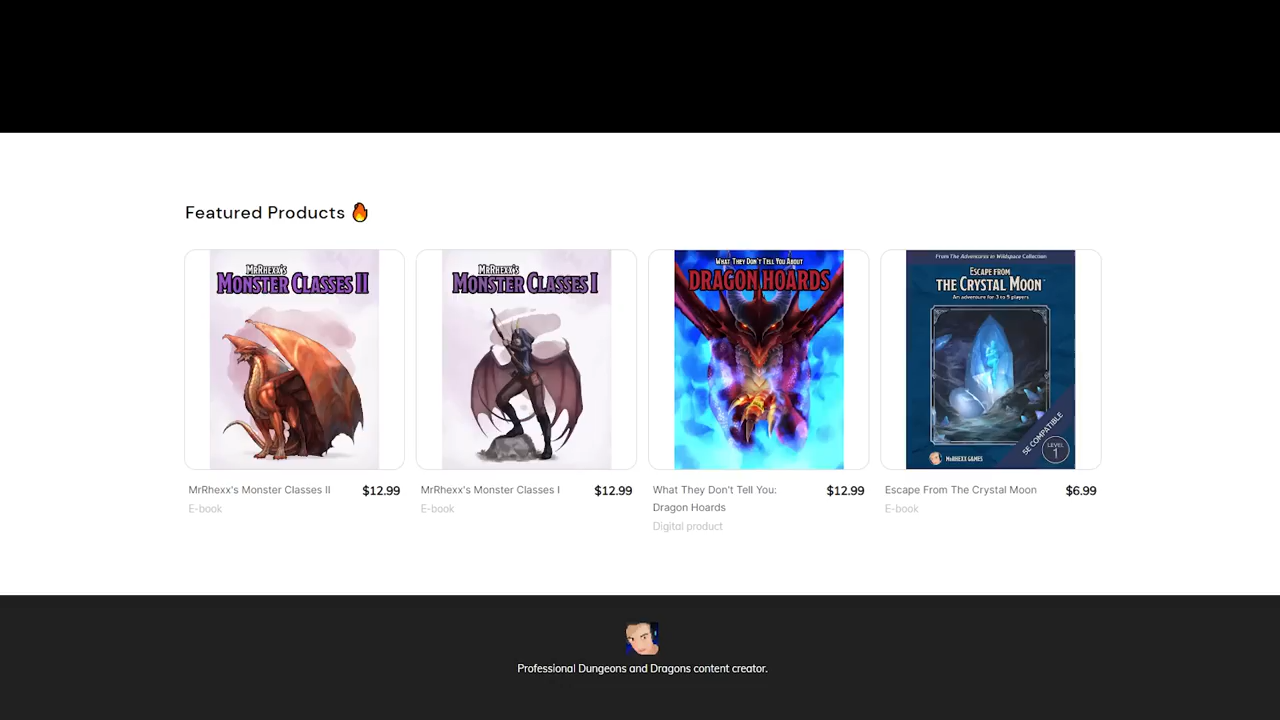 Featured Products 🔥
MRRHEXX'S
MONSTER CLASSES II
MRRHEXX'S
MONSTER CLASSES I
WHAT THEY DON'T TELL YOU ABOUT
DRAGON HOARDS
From The Adventures in Wildspace Collection
ESCAPE FROM
THE CRYSTAL MOON
An adventure for 3 to 5 players
5E COMPATIBLE
LEVEL
1
MRRHEXX GAMES
MrRhexx's Monster Classes II $12.99
E-book
MrRhexx's Monster Classes I $12.99
E-book
What They Don't Tell You: $12.99
Dragon Hoards
Digital product
Escape From The Crystal Moon $6.99
E-book
Professional Dungeons and Dragons content creator.